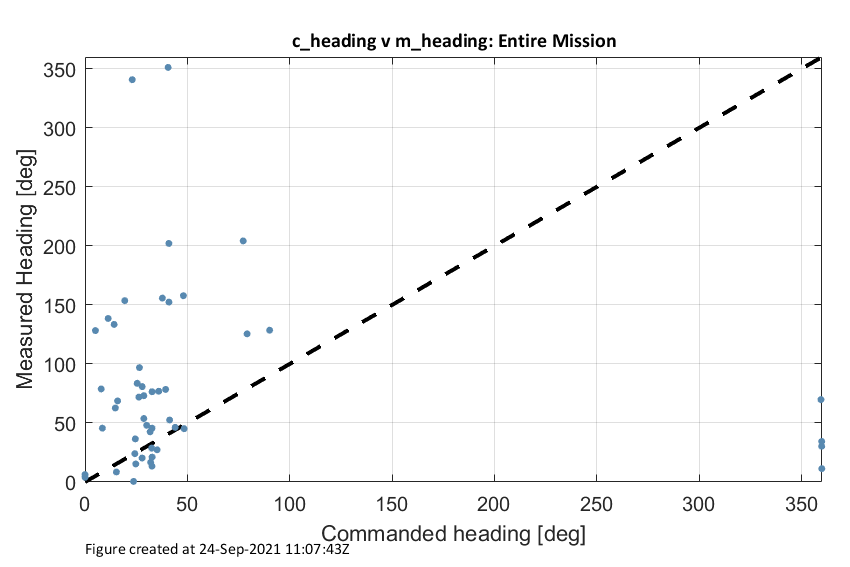 c_heading v m_heading: Entire Mission
350
300
250
200
150
100
50
0
Measured Heading [deg]
0 50 100 150 200 250 300 350
Commanded heading [deg]
Figure created at 24-Sep-2021 11:07:43Z